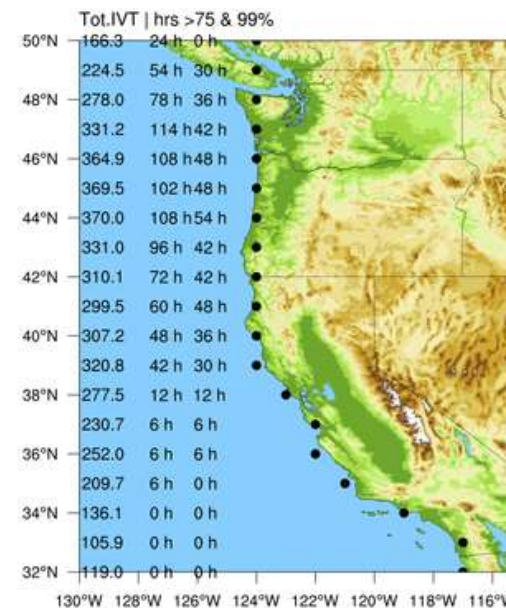 Tot.IVT | hrs >75 & 99%
50°N 166.3 24 h 0 h
224.5 54 h 30 h
48°N 278.0 78 h 36 h
331.2 114 h 42 h
46°N 364.9 108 h 48 h
369.5 102 h 48 h
44°N 370.0 108 h 54 h
331.0 96 h 42 h
42°N 310.1 72 h 42 h
299.5 60 h 48 h
40°N 307.2 48 h 36 h
320.8 42 h 30 h
38°N 277.5 12 h 12 h
230.7 6 h 6 h
36°N 252.0 6 h 6 h
209.7 6 h 0 h
34°N 136.1 0 h 0 h
105.9 0 h 0 h
32°N 119.0 0 h 0 h
130°W 128°W 126°W 124°W 122°W 120°W 118°W 116°W